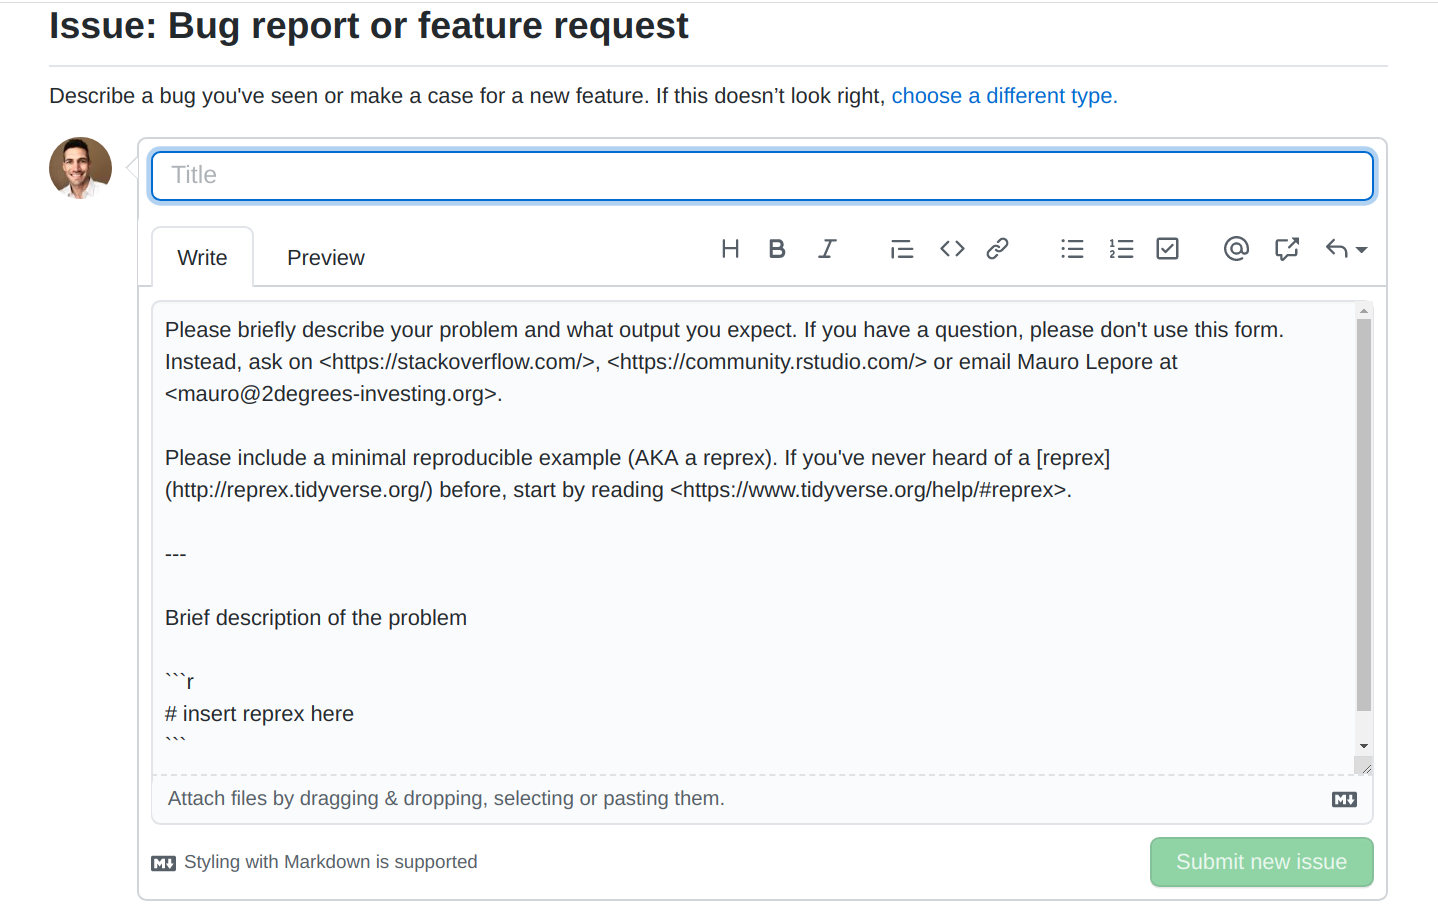 Issue: Bug report or feature request
Describe a bug you've seen or make a case for a new feature. If this doesn’t look right, choose a different type.
Title
Write
Preview
Please briefly describe your problem and what output you expect. If you have a question, please don't use this form.
Instead, ask on <https://stackoverflow.com/>, <https://community.rstudio.com/> or email Mauro Lepore at
<mauro@2degrees-investing.org>.
Please include a minimal reproducible example (AKA a reprex). If you've never heard of a [reprex]
(http://reprex.tidyverse.org/) before, start by reading <https://www.tidyverse.org/help/#reprex>.
---
Brief description of the problem
```r
# insert reprex here
```
Attach files by dragging & dropping, selecting or pasting them.
Styling with Markdown is supported
Submit new issue